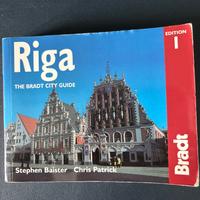 Riga
THE BRADT CITY GUIDE
EDITION
1
Stephen Baister Chris Patrick
Bradt